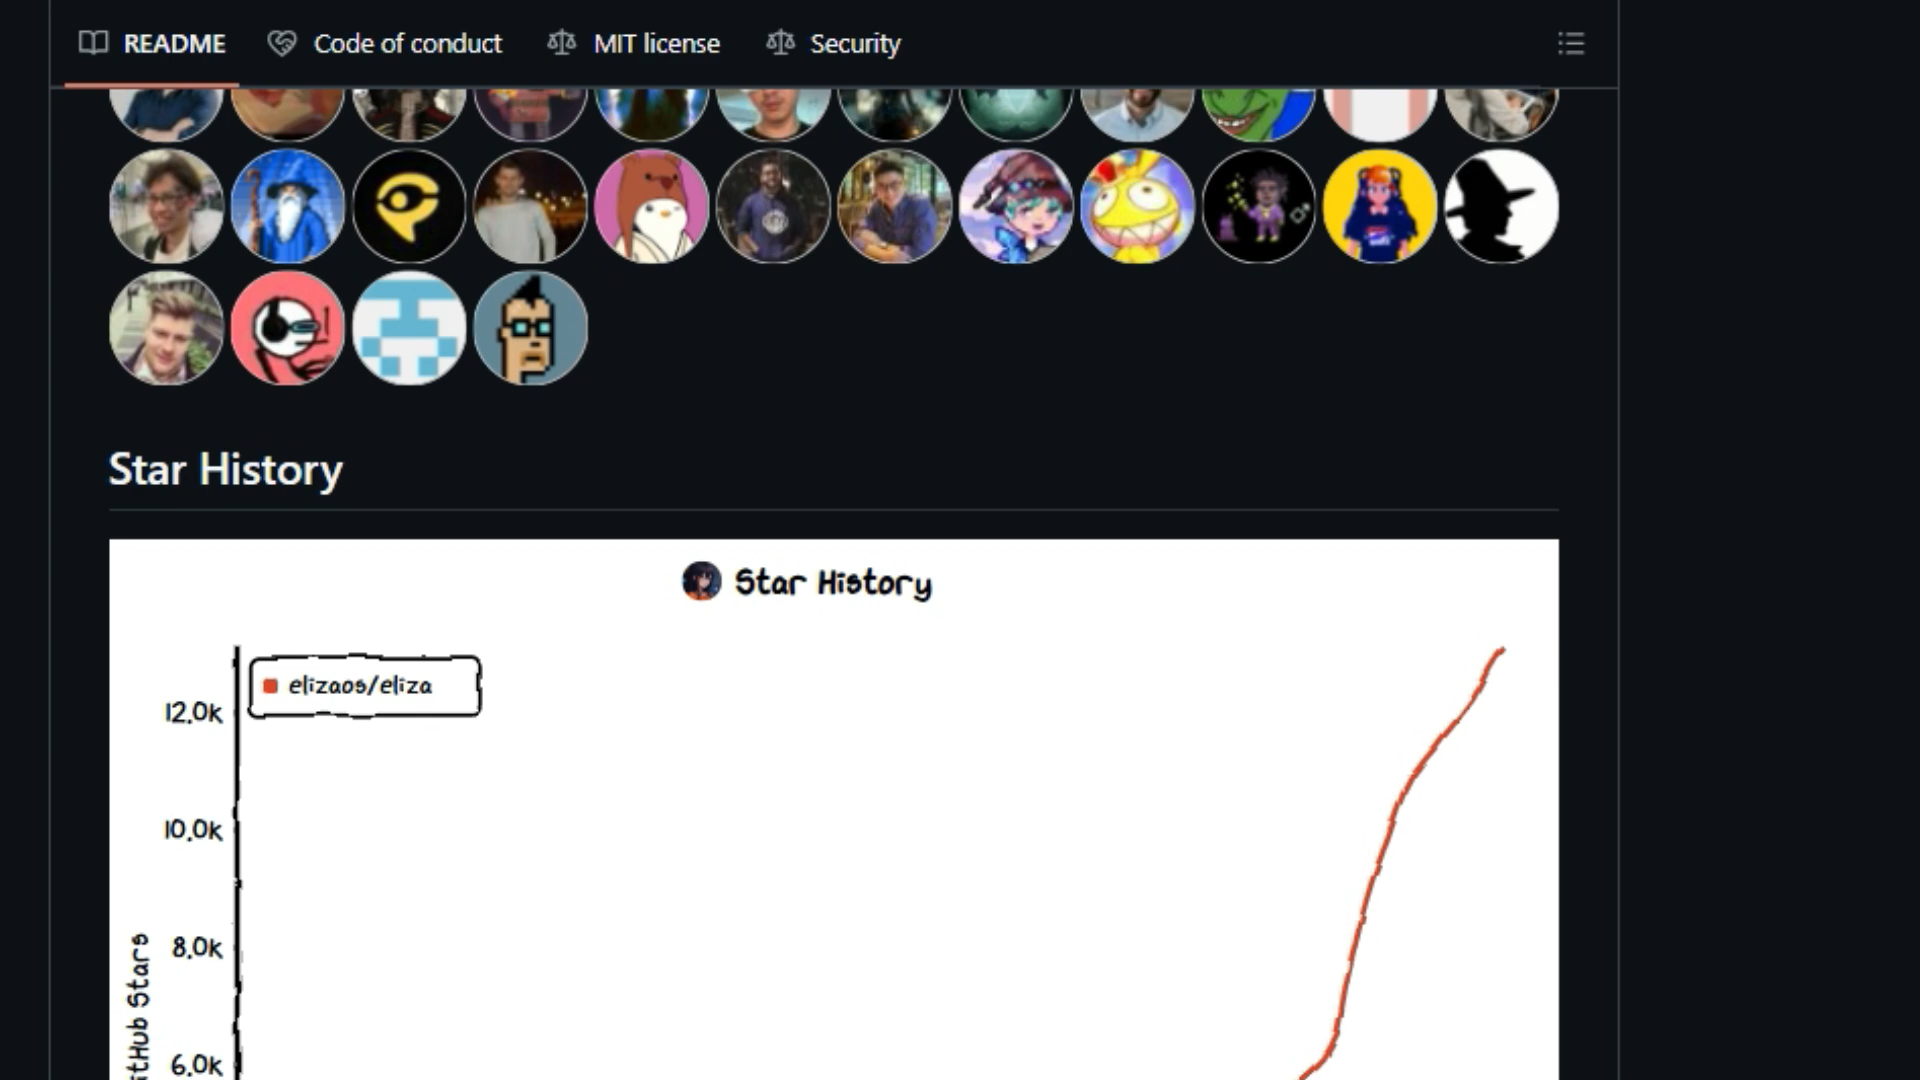 README Code of conduct MIT license Security
Star History
Star History
elizaos/eliza
12.0k
10.0k
8.0k
6.0k
Stars